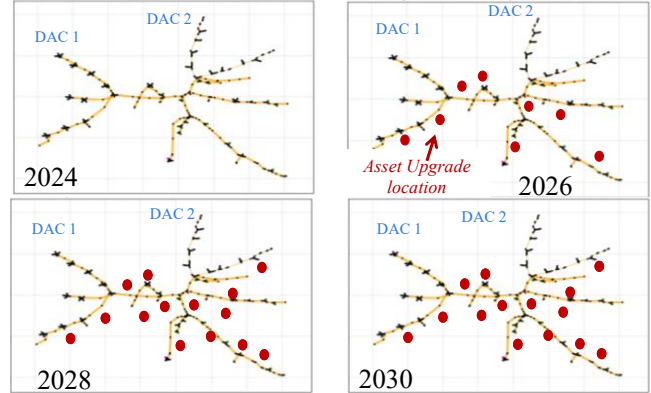 DAC 1
DAC 2
2024
DAC 1
DAC 2
Asset Upgrade
location
2026
DAC 1
DAC 2
2028
DAC 1
DAC 2
2030